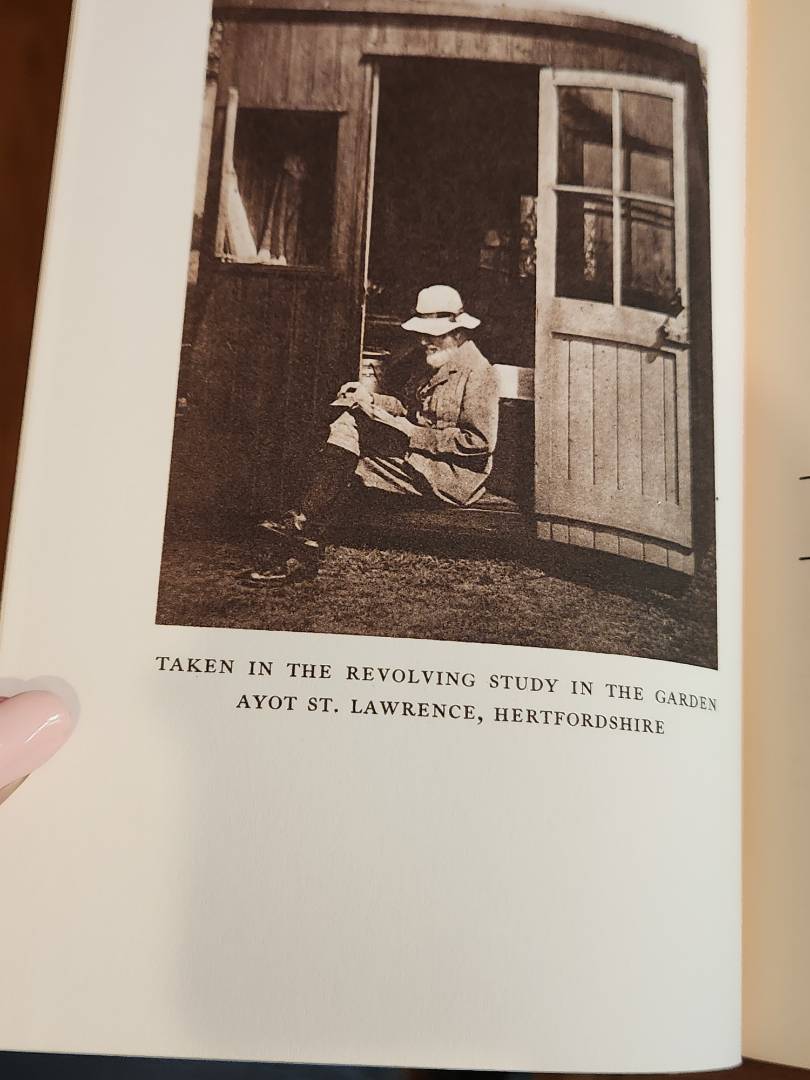 TAKEN IN THE REVOLVING STUDY IN THE GARDEN
AYOT ST. LAWRENCE, HERTFORDSHIRE